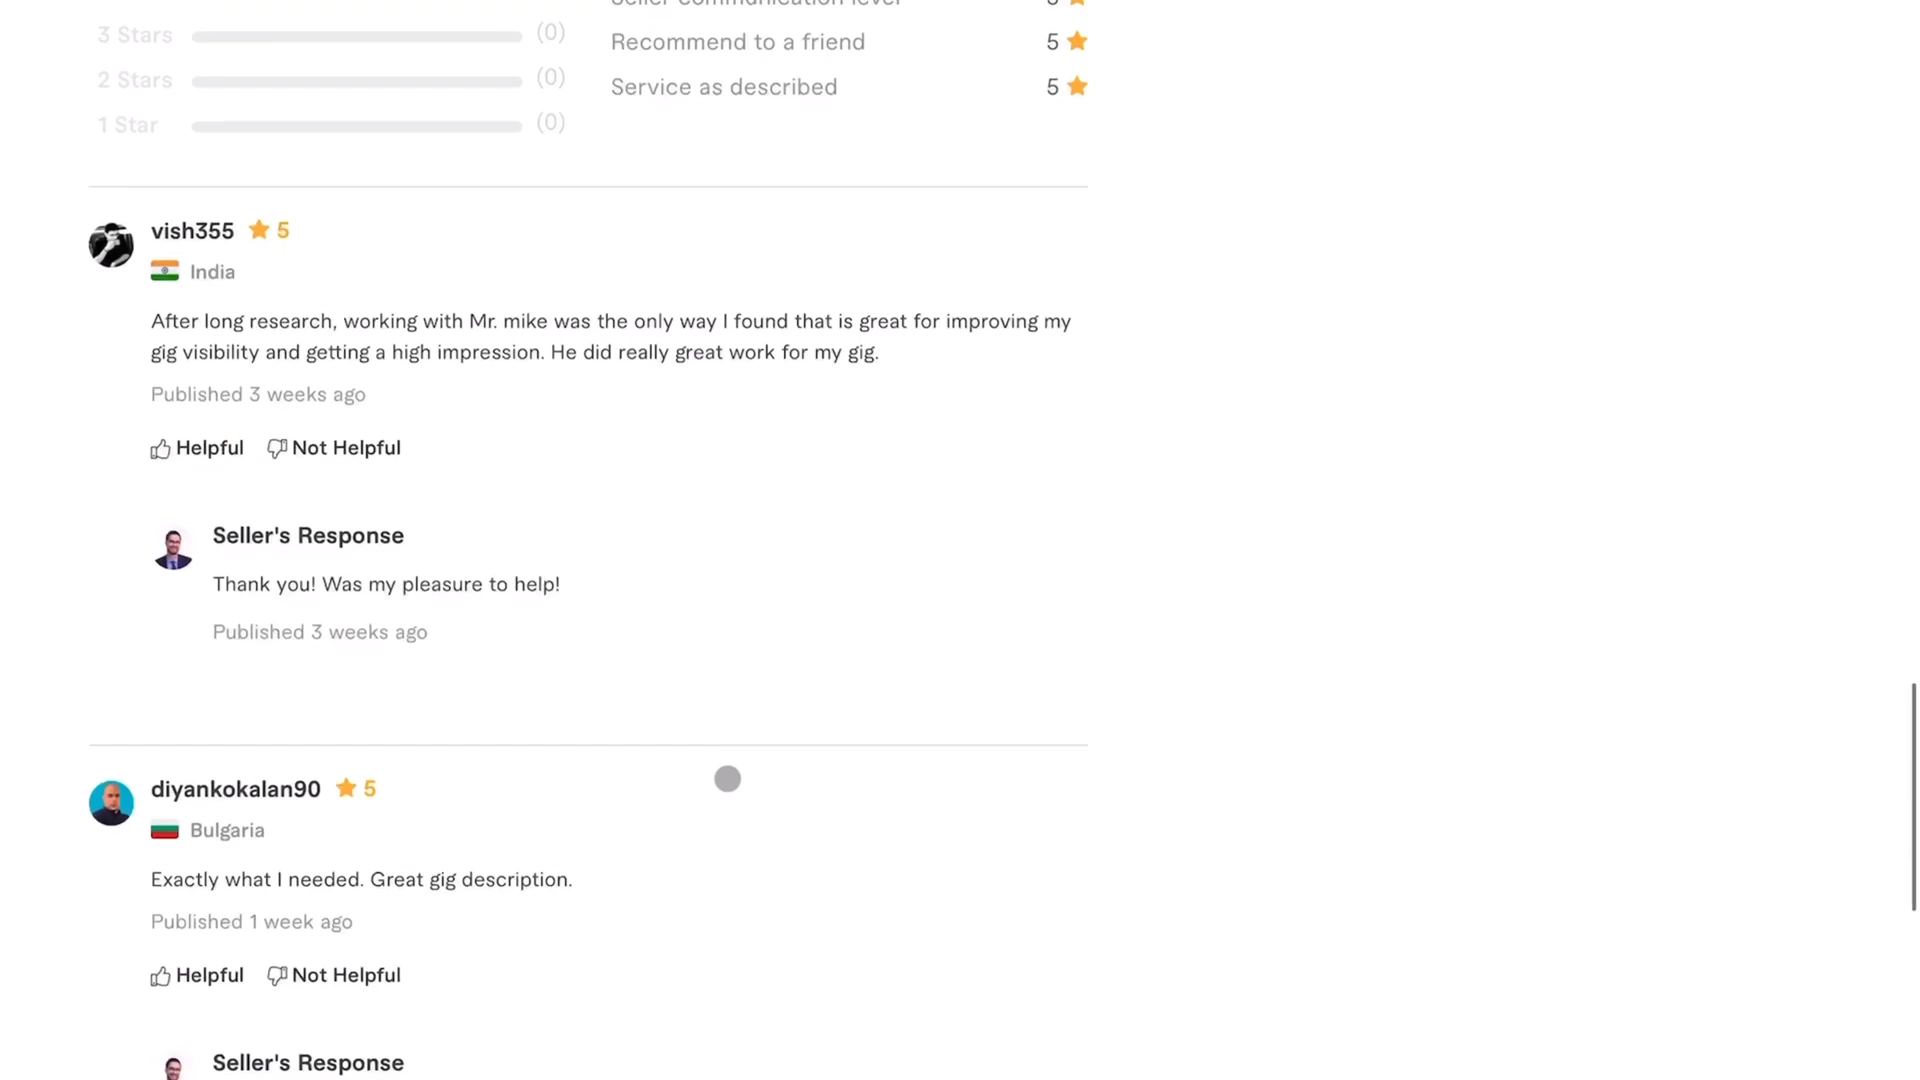 Seller communication level 5
3 Stars (0)
Recommend to a friend 5
2 Stars (0)
Service as described 5
1 Star (0)
vish355 5
India
After long research, working with Mr. mike was the only way I found that is great for improving my
gig visibility and getting a high impression. He did really great work for my gig.
Published 3 weeks ago
Helpful Not Helpful
Seller's Response
Thank you! Was my pleasure to help!
Published 3 weeks ago
diyankokalan90 5
Bulgaria
Exactly what I needed. Great gig description.
Published 1 week ago
Helpful Not Helpful
Seller's Response